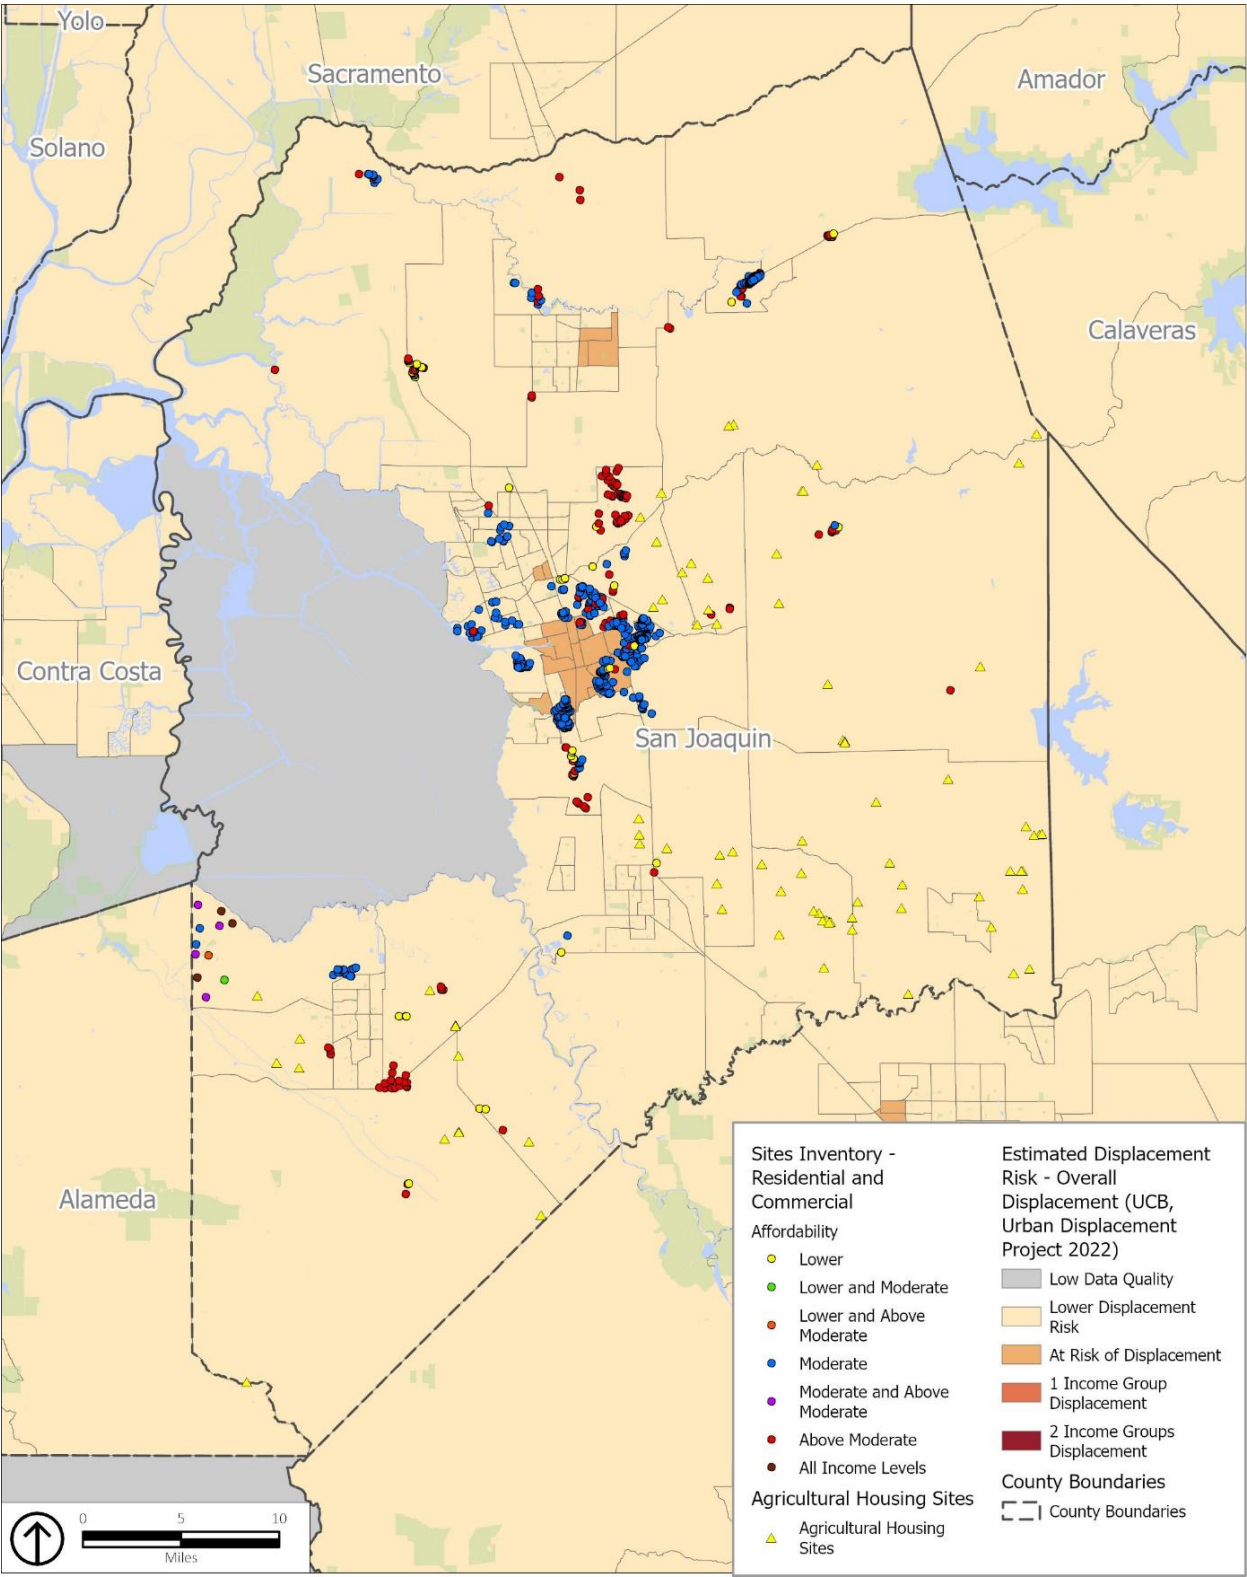 Yolo
Sacramento
Amador
Solano
Calaveras
Contra Costa
San Joaquin
Alameda
Sites Inventory -
Residential and
Commercial
Affordability
Lower
Lower and Moderate
Lower and Above
Moderate
Moderate
Moderate and Above
Moderate
Above Moderate
All Income Levels
Agricultural Housing Sites
Agricultural Housing
Sites
Estimated Displacement
Risk - Overall
Displacement (UCB,
Urban Displacement
Project 2022)
Low Data Quality
Lower Displacement
Risk
At Risk of Displacement
1 Income Group
Displacement
2 Income Groups
Displacement
County Boundaries
County Boundaries
0 5 10
Miles